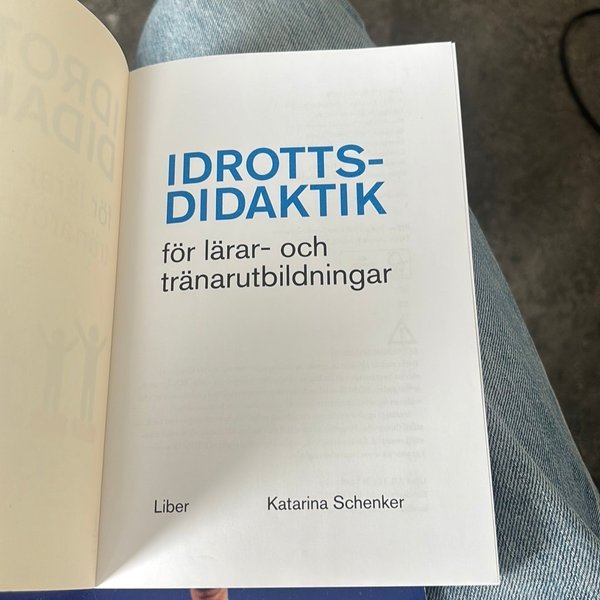 IDROTTS-
DIDAKTIK
för lärar- och
tränarutbildningar
Liber
Katarina Schenker